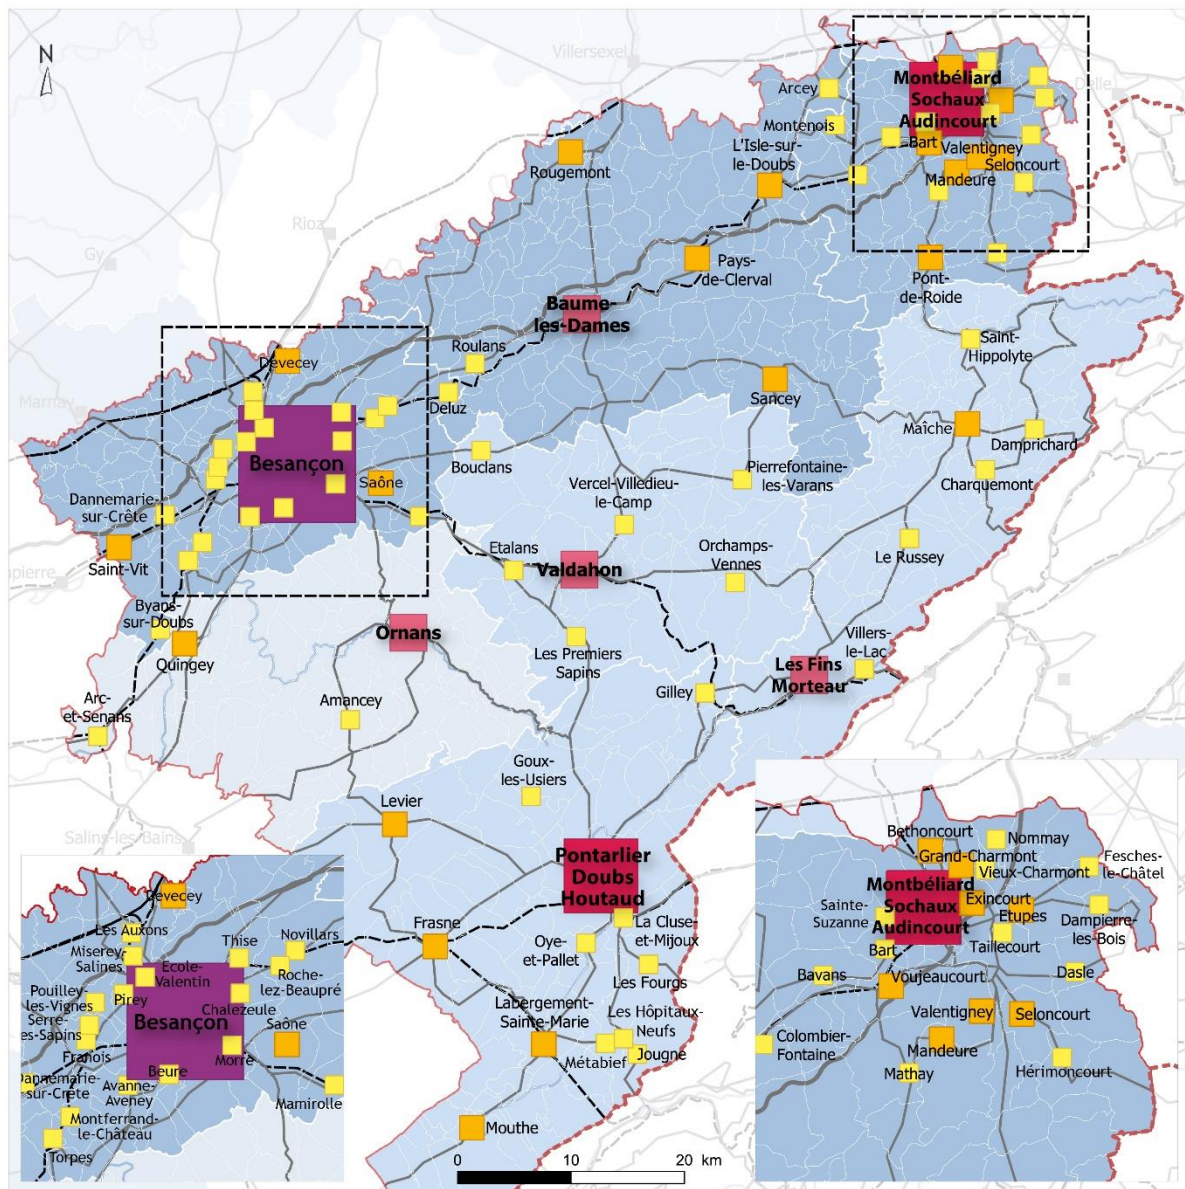 N
Villersexel
Montbéliard
Sochaux
Audincourt
Delle
Arcey
Montenois
L'Isle-sur-
le-Doubs
Bart
Valentigney
Seloncourt
Mandeure
Rougemont
Rioz
Gy
Pays-
de-Clerval
Pont-
de-Roide
Baume-
les-Dames
Saint-
Hippolyte
Roulans
Devecey
Marnay
Deluz
Sancey
Maîche
Damprichard
Besançon
Saône
Bouclans
Pierrefontaine-
les-Varans
Charquemont
Dannemarie-
sur-Crête
Vercel-Villedieu-
le-Camp
Saint-Vit
Etalans
Valdahon
Orchamps-
Vennes
Le Russey
apierre
Byans-
sur-Doubs
Ornans
Quingey
Les Premiers
Sapins
Villers-
le-Lac
Les Fins
Morteau
Gilley
Arc-
et-Senans
Amancey
Goux-
les-Usiers
Levier
Salins-les Bains
Pontarlier
Doubs
Houtaud
La Cluse-
et-Mijoux
Frasne
Oye-
et-Pallet
Les Fourgs
Labergement-
Sainte-Marie
Les Hôpitaux-
Neufs
Métabief
Jougne
Mouthe
0 10 20 km
Devecey
Les Auxons
Thise
Novillars
Miserey-
Salines
Ecole-
Valentin
Roche-
lez-Beaupré
Pouilley-
les-Vignes
Pirey
Chalezeule
Serre-
les-Sapins
Besançon
Saône
Franois
Morre
Dannemarie-
sur-Crête
Beure
Avanne-
Aveney
Mamirolle
Montferrand-
le-Château
Torpes
Bethoncourt
Nommay
Grand-Charmont
Vieux-Charmont
Fesches-
le-Châtel
Montbéliard
Sochaux
Audincourt
Sainte-
Suzanne
Exincourt
Etupes
Dampierre-
les-Bois
Bart
Taillecourt
Bavans
Voujeaucourt
Dasle
Valentigney
Seloncourt
Colombier-
Fontaine
Mandeure
Mathay
Hérimoncourt